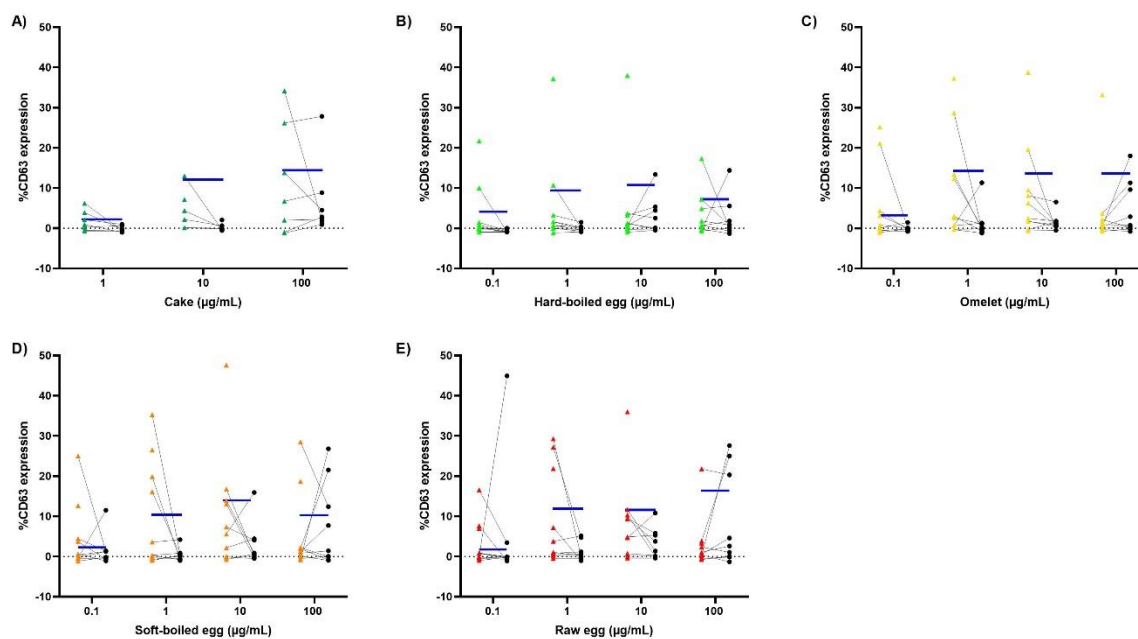 A)
50
40
30
20
10
0
-10
%CD63 expression
1 10 100
Cake (µg/mL)
B)
50
40
30
20
10
0
-10
%CD63 expression
0.1 1 10 100
Hard-boiled egg (µg/mL)
C)
50
40
30
20
10
0
-10
%CD63 expression
0.1 1 10 100
Omelet (µg/mL)
D)
50
40
30
20
10
0
-10
%CD63 expression
0.1 1 10 100
Soft-boiled egg (µg/mL)
E)
50
40
30
20
10
0
-10
%CD63 expression
0.1 1 10 100
Raw egg (µg/mL)